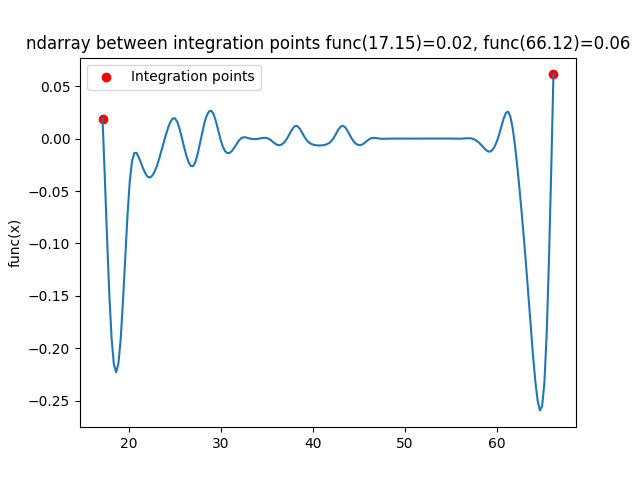 ndarray between integration points func(17.15)=0.02, func(66.12)=0.06
Integration points
func(x)
0.05
0.00
−0.05
−0.10
−0.15
−0.20
−0.25
20 30 40 50 60